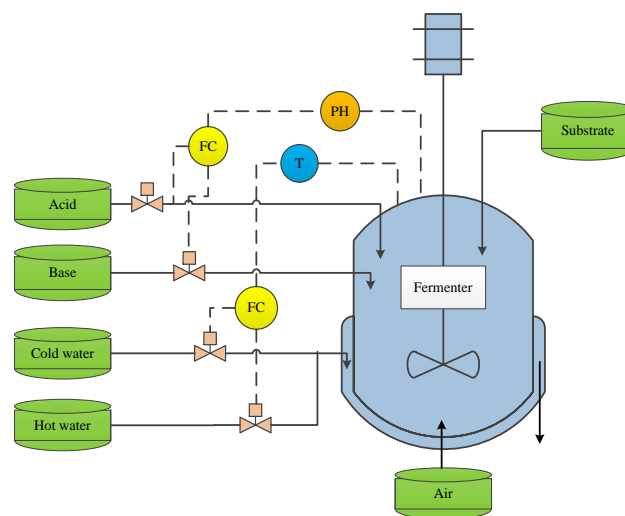 PH
FC
T
Substrate
Acid
Base
Fermenter
FC
Cold water
Hot water
Air